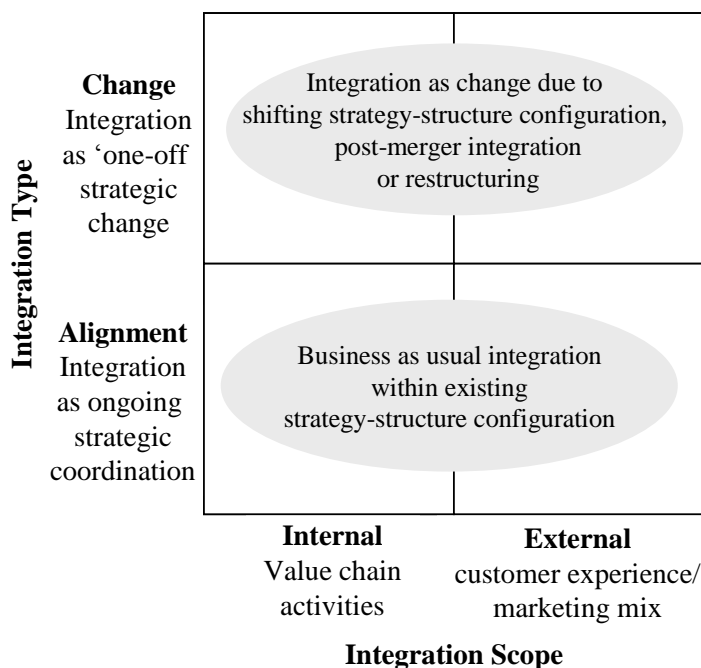 Change
Integration
as ‘one-off
strategic
change
Integration as change due to
shifting strategy-structure configuration,
post-merger integration
or restructuring
Integration Type
Alignment
Integration
as ongoing
strategic
coordination
Business as usual integration
within existing
strategy-structure configuration
Internal
Value chain
activities
External
customer experience/
marketing mix
Integration Scope